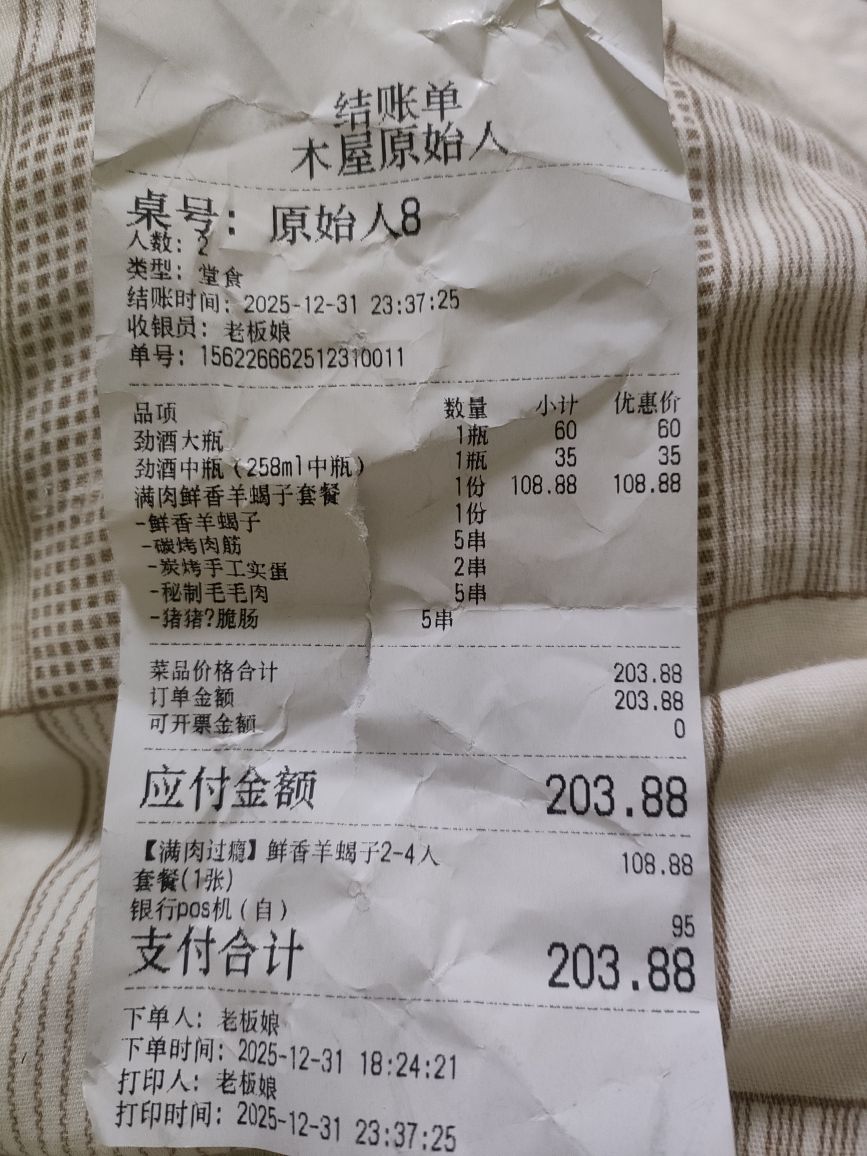 结账单
木屋原始人
桌号: 原始人8
人数: 2
类型: 堂食
结账时间: 2025-12-31 23:37:25
收银员: 老板娘
单号: 156226662512310011
品项 数量 小计 优惠价
劲酒大瓶 1瓶 60 60
劲酒中瓶(258ml中瓶) 1瓶 35 35
满肉鲜香羊蝎子套餐 1份 108.88 108.88
-鲜香羊蝎子 1份
-碳烤肉筋 5串
-炭烤手工实蛋 2串
-秘制毛毛肉 5串
-猪猪?脆肠 5串
菜品价格合计 203.88
订单金额 203.88
可开票金额 0
应付金额 203.88
【满肉过瘾】鲜香羊蝎子2-4人 108.88
套餐(1张)
银行pos机(自) 95
支付合计 203.88
下单人: 老板娘
下单时间: 2025-12-31 18:24:21
打印人: 老板娘
打印时间: 2025-12-31 23:37:25